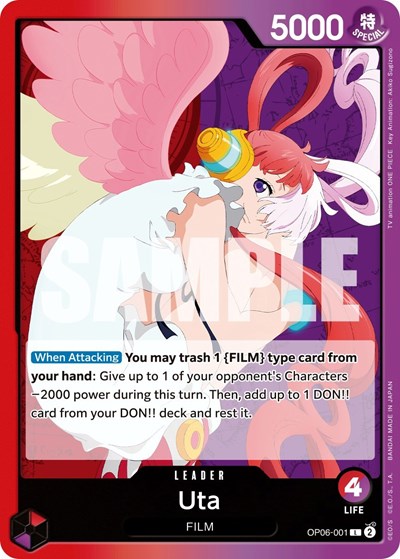 5000
特
SPECIAL
TV animation ONE PIECE Key Animation: Akiko Sugizono
SAMPLE
When Attacking You may trash 1 {FILM} type card from
your hand: Give up to 1 of your opponent's Characters
−2000 power during this turn. Then, add up to 1 DON!!
card from your DON!! deck and rest it.
LEADER
Uta
FILM
4
LIFE
OP06-001 L 2
©E.O/S ©E.O./S., T.A. BANDAI MADE IN JAPAN